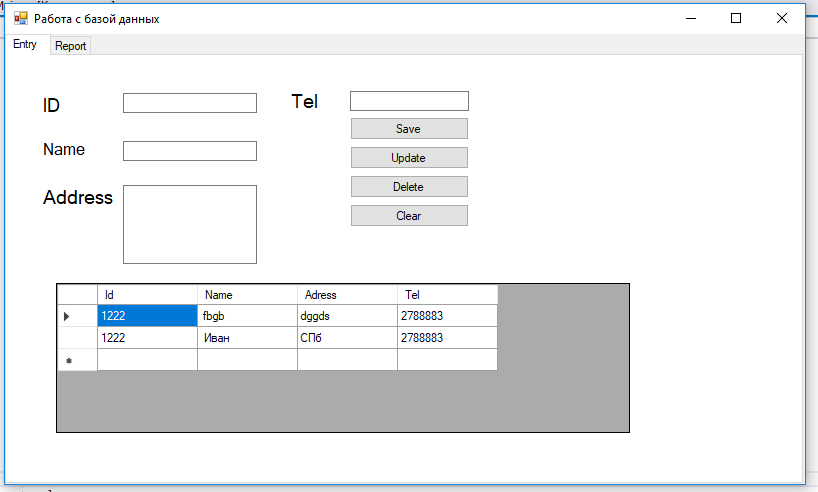 Работа с базой данных
Entry Report
ID
Tel
Save
Name
Update
Delete
Address
Clear
Id Name Adress Tel
1222 fbgb dggds 2788883
1222 Иван СПб 2788883